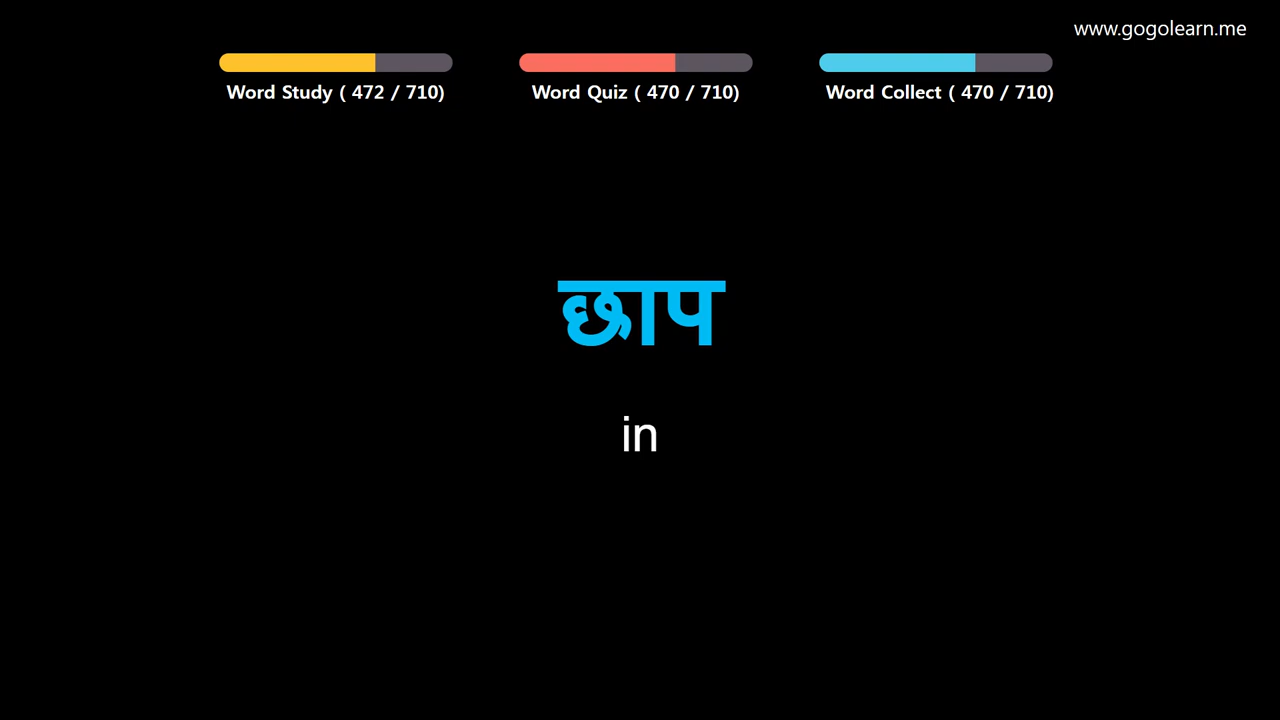 www.gogolearn.me
Word Study ( 472 / 710)
Word Quiz ( 470 / 710)
Word Collect ( 470 / 710)
छाप
in